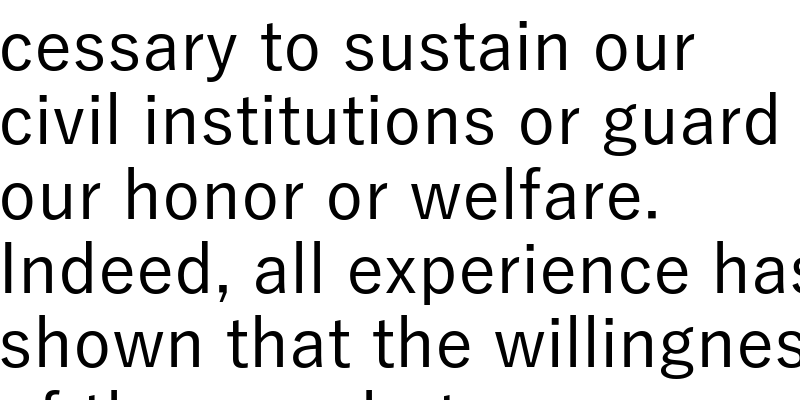 cessary to sustain our
civil institutions or guard
our honor or welfare.
Indeed, all experience has
shown that the willingnes